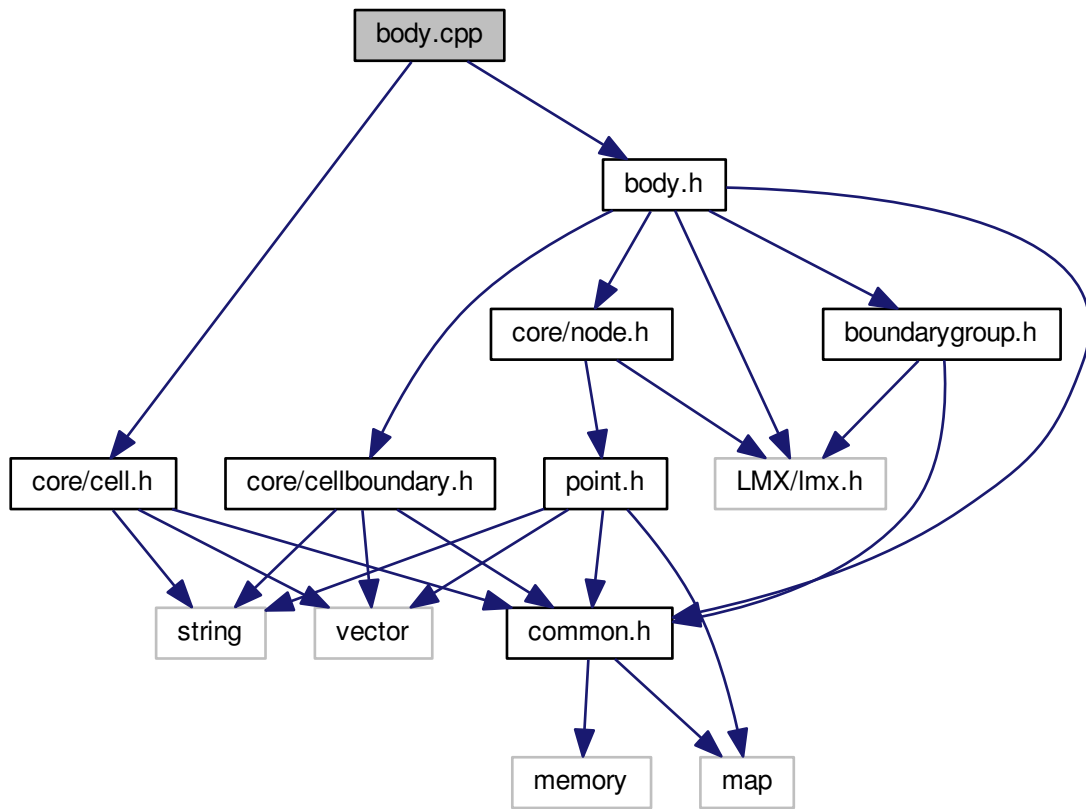 body.cpp
body.h
core/node.h
boundarygroup.h
core/cell.h
core/cellboundary.h
point.h
LMX/lmx.h
string
vector
common.h
memory
map